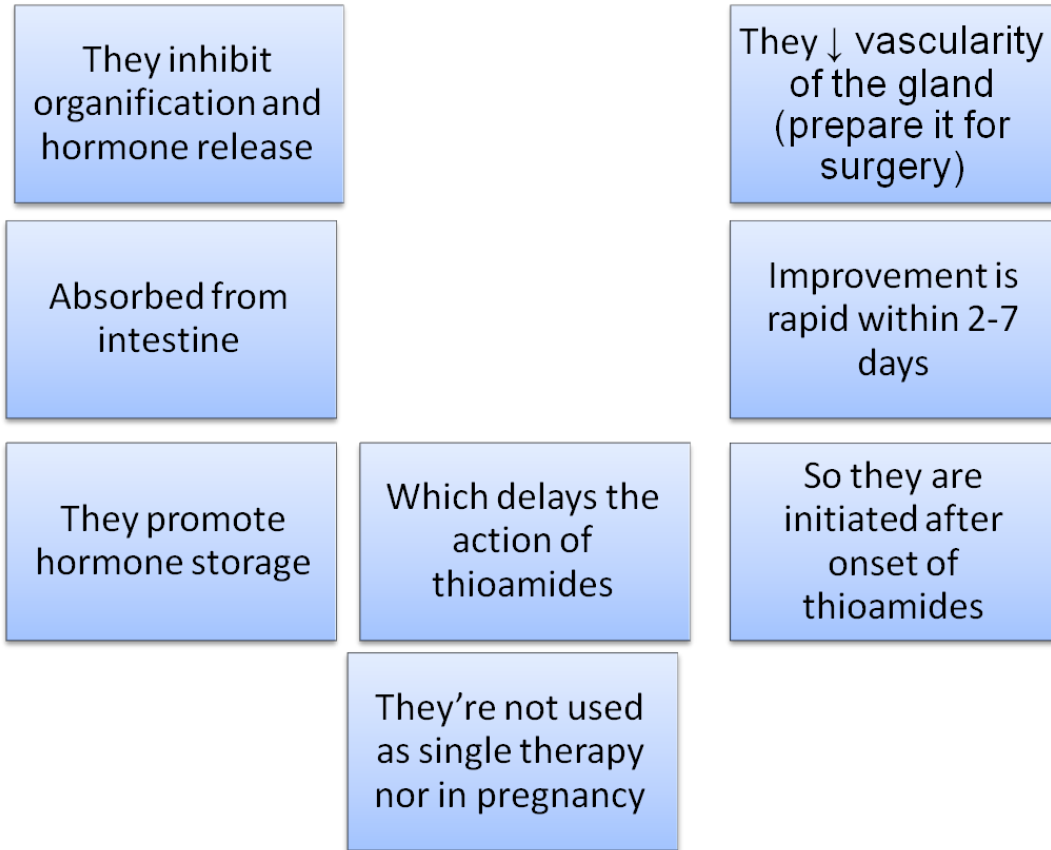 They inhibit
organification and
hormone release
They ↓ vascularity
of the gland
(prepare it for
surgery)
Absorbed from
intestine
Improvement is
rapid within 2-7
days
They promote
hormone storage
Which delays the
action of
thioamides
So they are
initiated after
onset of
thioamides
They’re not used
as single therapy
nor in pregnancy